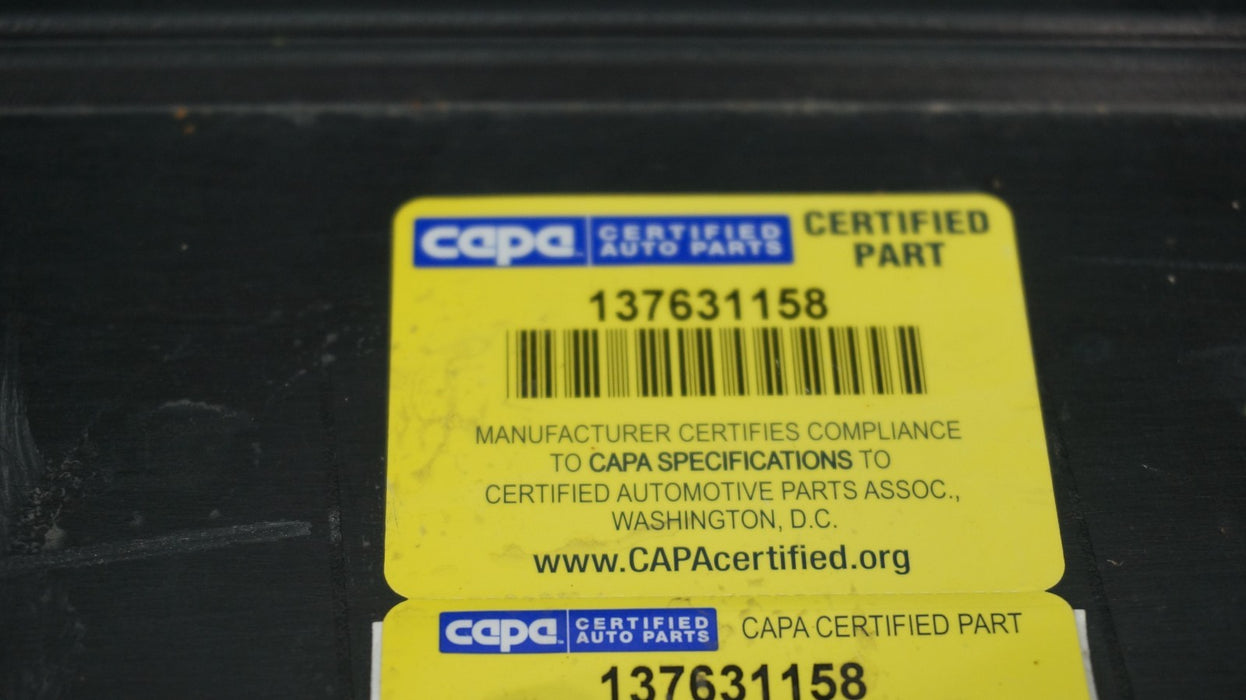 capa CERTIFIED AUTO PARTS
CERTIFIED PART
137631158
MANUFACTURER CERTIFIES COMPLIANCE
TO CAPA SPECIFICATIONS TO
CERTIFIED AUTOMOTIVE PARTS ASSOC.,
WASHINGTON, D.C.
www.CAPAcertified.org
capa CERTIFIED AUTO PARTS CAPA CERTIFIED PART
137631158